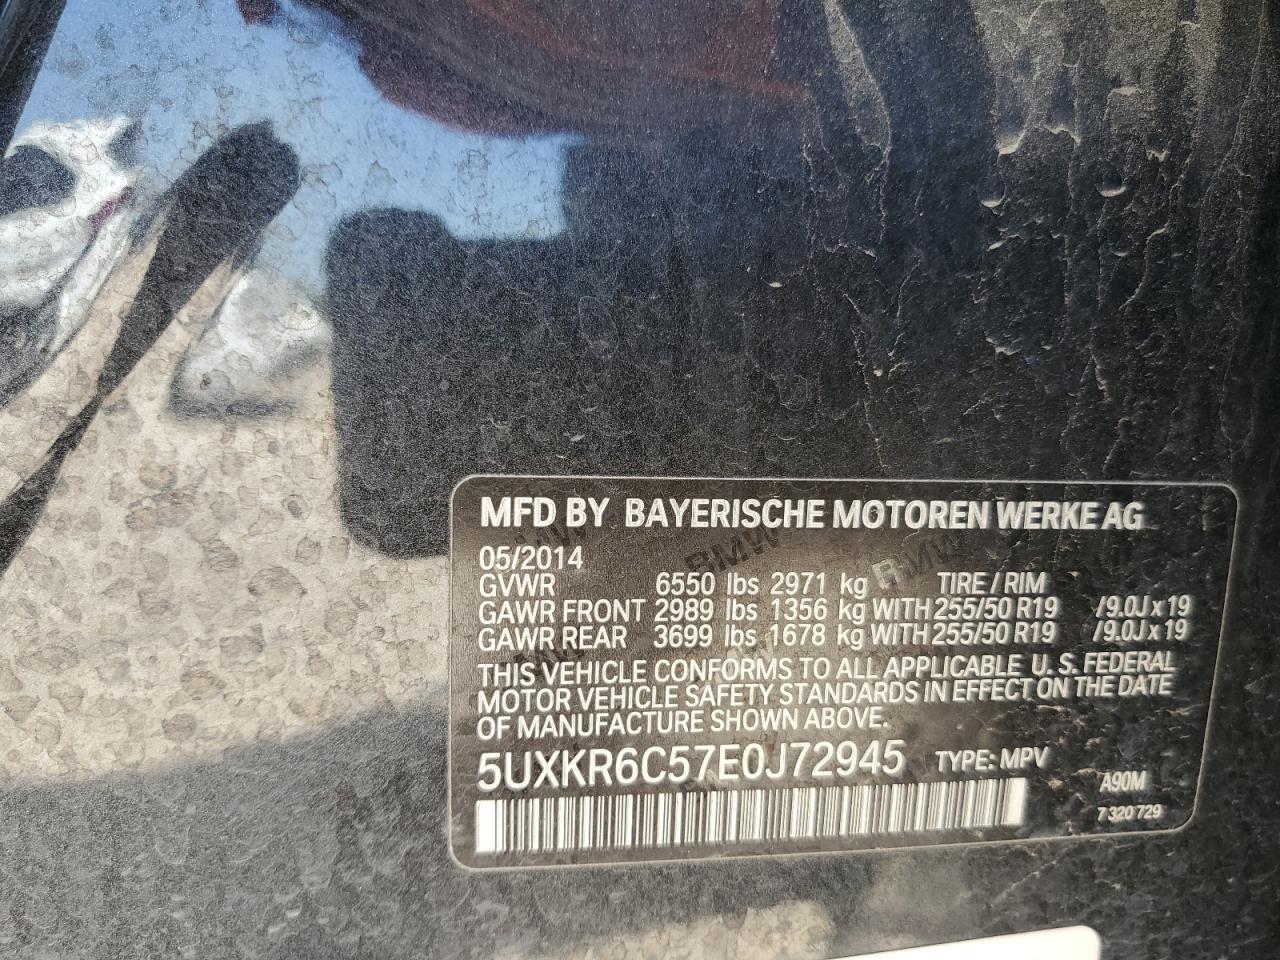 MFD BY BAYERISCHE MOTOREN WERKE AG
05/2014
GVWR 6550 lbs 2971 kg TIRE / RIM
GAWR FRONT 2989 lbs 1356 kg WITH 255/50 R19 /9.0J x 19
GAWR REAR 3699 lbs 1678 kg WITH 255/50 R19 /9.0J x 19
THIS VEHICLE CONFORMS TO ALL APPLICABLE U. S. FEDERAL
MOTOR VEHICLE SAFETY STANDARDS IN EFFECT ON THE DATE
OF MANUFACTURE SHOWN ABOVE.
5UXKR6C57E0J72945 TYPE: MPV
A90M
7 320 729